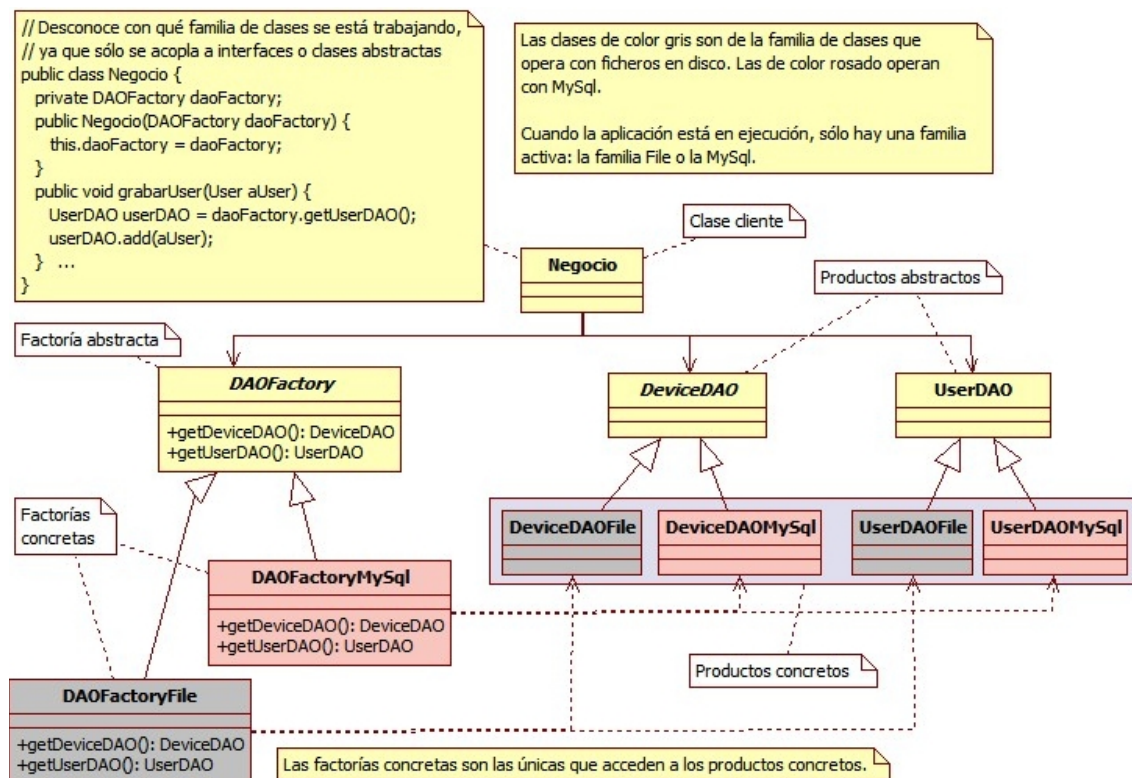 // Desconoce con qué familia de clases se está trabajando,
// ya que sólo se acopla a interfaces o clases abstractas
public class Negocio {
private DAOFactory daoFactory;
public Negocio(DAOFactory daoFactory) {
this.daoFactory = daoFactory;
}
public void grabarUser(User aUser) {
UserDAO userDAO = daoFactory.getUserDAO();
userDAO.add(aUser);
} ...
}
Las clases de color gris son de la familia de clases que
opera con ficheros en disco. Las de color rosado operan
con MySql.
Cuando la aplicación está en ejecución, sólo hay una familia
activa: la familia File o la MySql.
Clase cliente
Negocio
Productos abstractos
Factoría abstracta
DAOFactory
+getDeviceDAO(): DeviceDAO
+getUserDAO(): UserDAO
DeviceDAO
UserDAO
Factorías
concretas
DeviceDAOFile
DeviceDAOMySql
UserDAOFile
UserDAOMySql
DAOFactoryMySql
+getDeviceDAO(): DeviceDAO
+getUserDAO(): UserDAO
Productos concretos
DAOFactoryFile
+getDeviceDAO(): DeviceDAO
+getUserDAO(): UserDAO
Las factorías concretas son las únicas que acceden a los productos concretos.